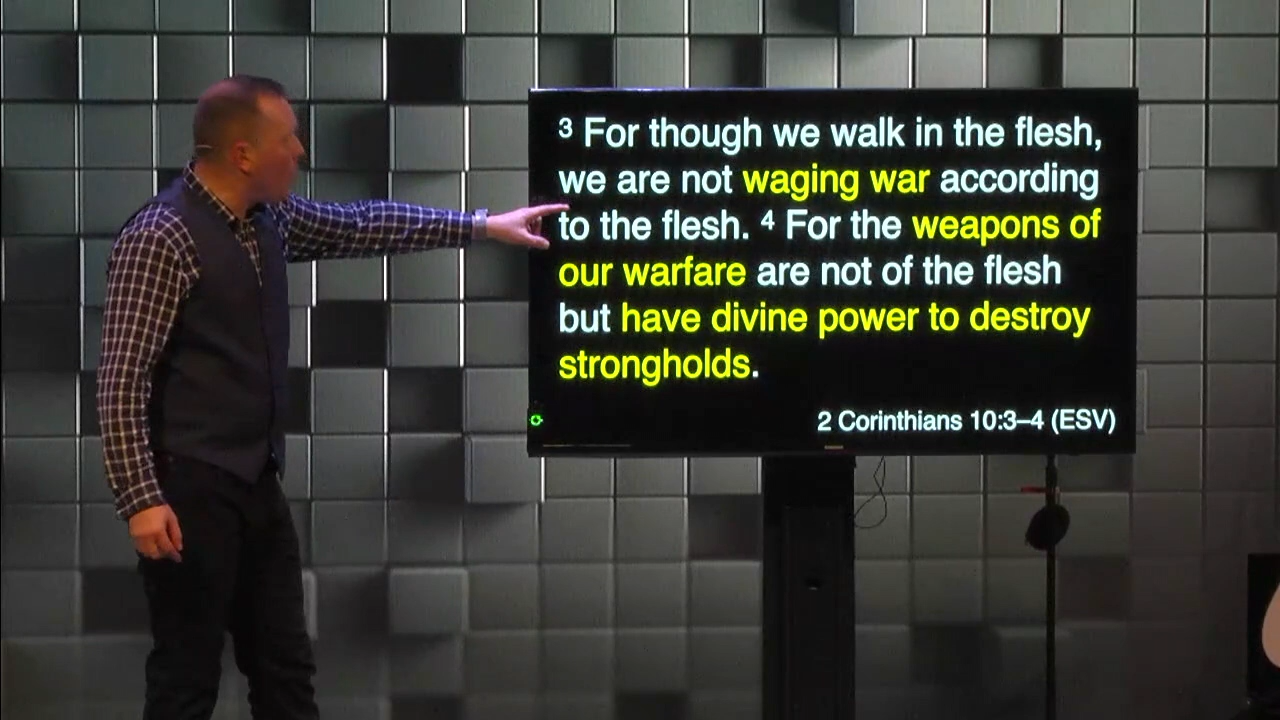 ³ For though we walk in the flesh,
we are not waging war according
to the flesh. ⁴ For the weapons of
our warfare are not of the flesh
but have divine power to destroy
strongholds.
2 Corinthians 10:3–4 (ESV)